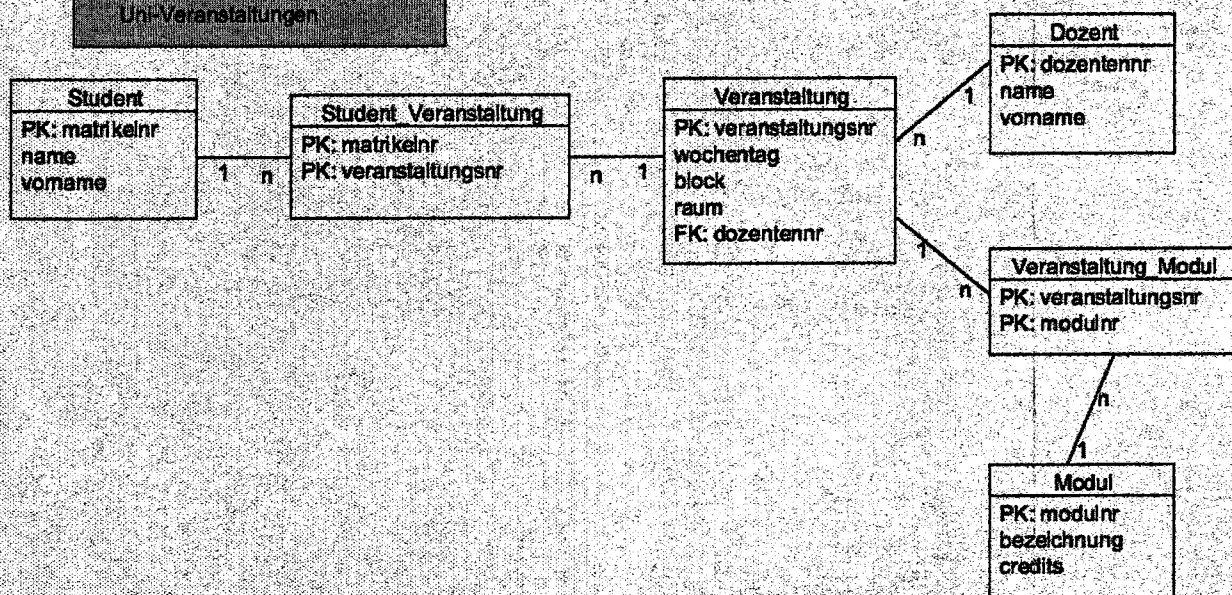 Uni-Veranstaltungen
Student
PK: matrikelnr
name
vorname
1
n
Student_Veranstaltung
PK: matrikelnr
PK: veranstaltungsnr
n
1
Veranstaltung
PK: veranstaltungsnr
wochentag
block
raum
FK: dozentennr
n
1
Dozent
PK: dozentennr
name
vorname
1
n
Veranstaltung_Modul
PK: veranstaltungsnr
PK: modulnr
n
1
Modul
PK: modulnr
bezeichnung
credits